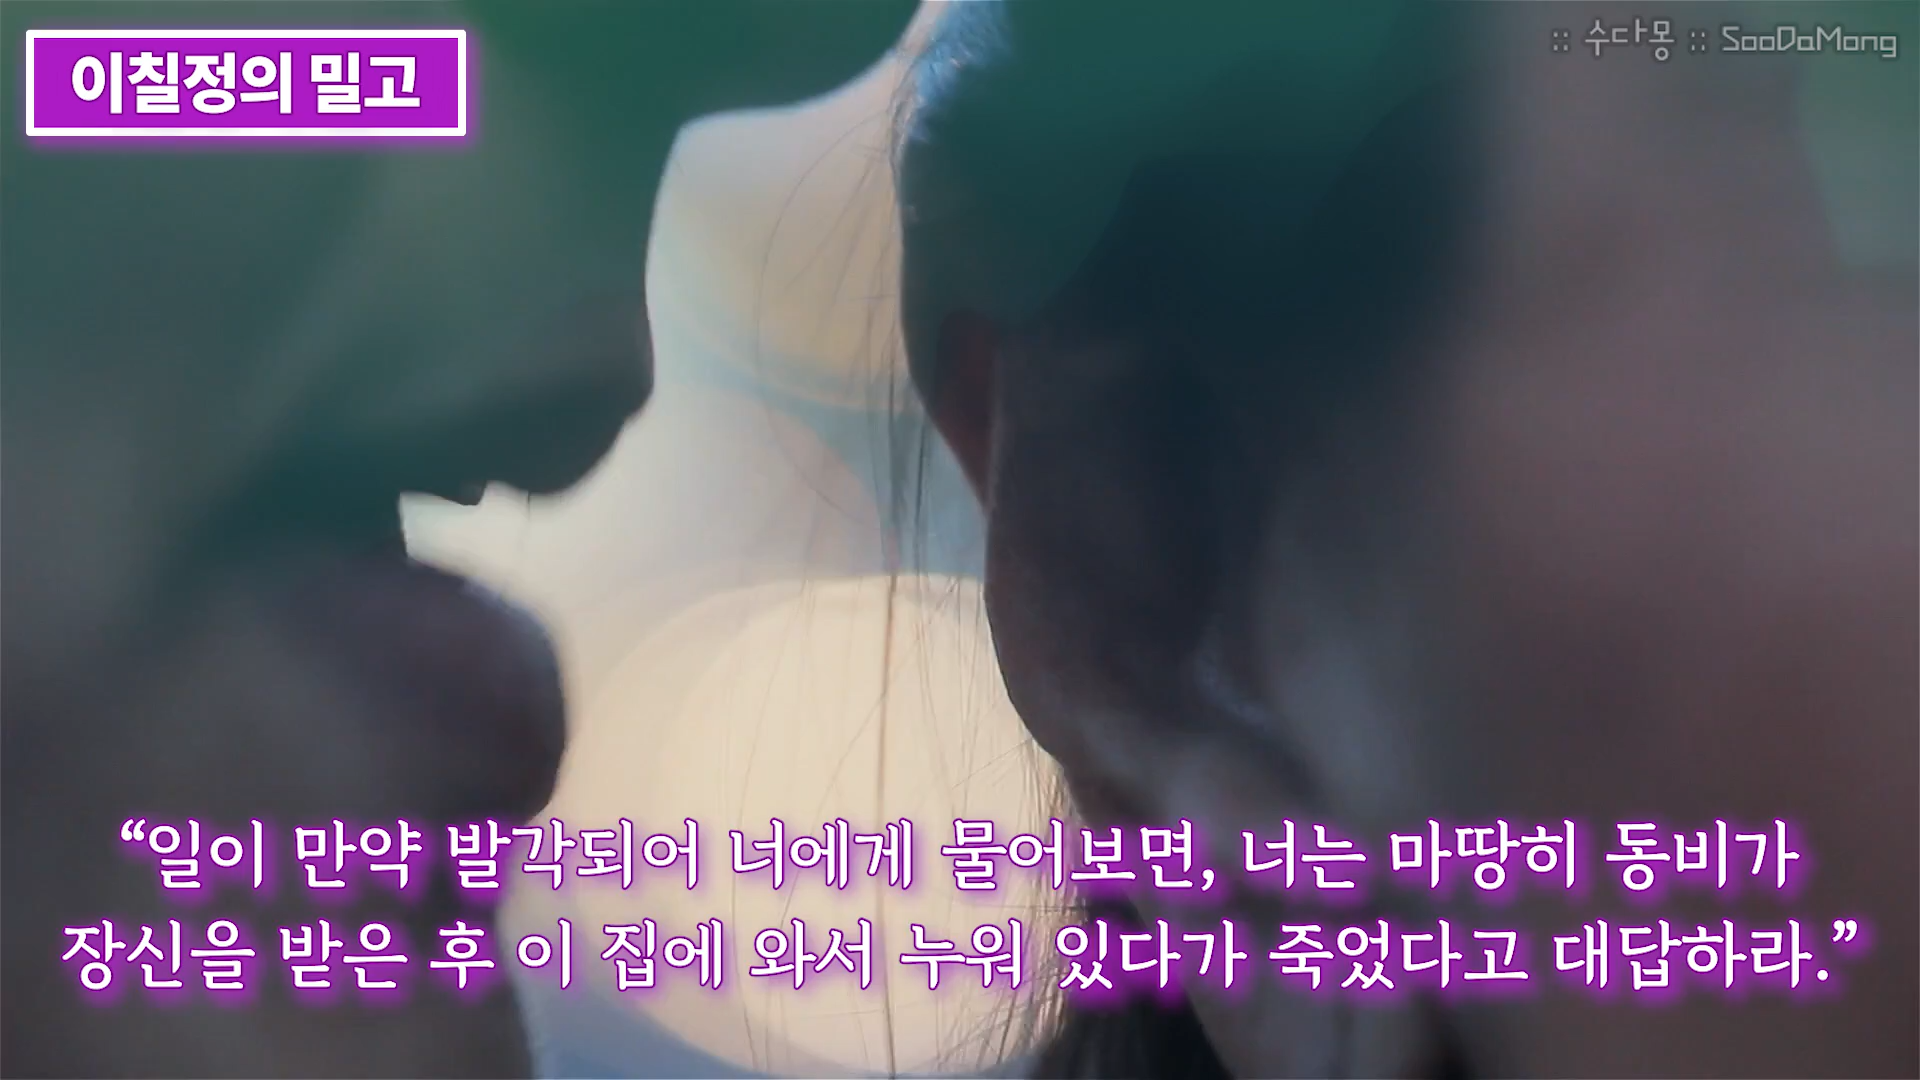 이칠정의 밀고
:: 수다몽 :: SooDaMong
“일이 만약 발각되어 너에게 물어보면, 너는 마땅히 동비가
장신을 받은 후 이 집에 와서 누워 있다가 죽었다고 대답하라.”